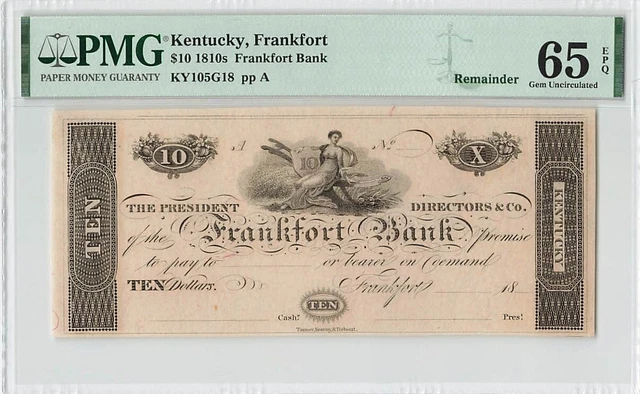 PMG
PAPER MONEY GUARANTY
Kentucky, Frankfort
$10 1810s Frankfort Bank
KY105G18 pp A
Remainder
65 EPQ
Gem Uncirculated
10
A
No
X
10
THE PRESIDENT DIRECTORS & Co.
of the Frankfort Bank promise
to pay to or bearer on demand
TEN Dollars. Frankfort 18
TEN
Cashr. Pres!
TEN
KENTUCKY